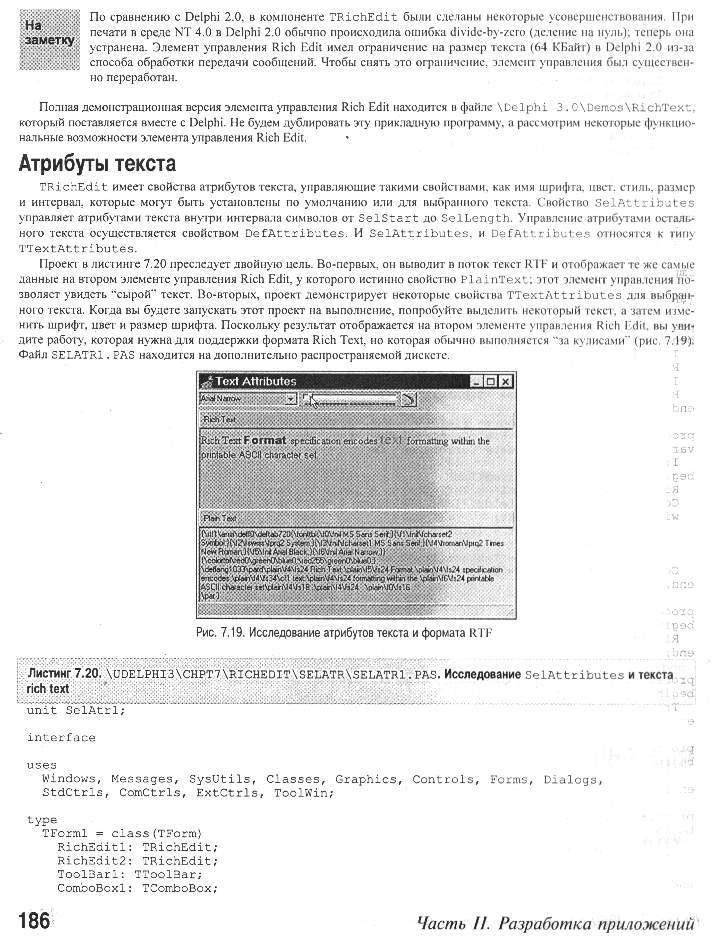 На
заметку
По сравнению с Delphi 2.0, в компоненте TRichEdit были сделаны некоторые усовершенствования. При
печати в среде NT 4.0 в Delphi 2.0 обычно происходила ошибка divide-by-zero (деление на нуль); теперь она
устранена. Элемент управления Rich Edit имел ограничение на размер текста (64 КБайт) в Delphi 2.0 из-за
способа обработки передачи сообщений. Чтобы снять это ограничение, элемент управления был существен-
но переработан.
Полная демонстрационная версия элемента управления Rich Edit находится в файле \Delphi 3.0\Demos\RichText,
который поставляется вместе с Delphi. Не будем дублировать эту прикладную программу, а рассмотрим некоторые функцио-
нальные возможности элемента управления Rich Edit.
Атрибуты текста
TRichEdit имеет свойства атрибутов текста, управляющие такими свойствами, как имя шрифта, цвет, стиль, размер
и интервал, которые могут быть установлены по умолчанию или для выбранного текста. Свойство SelAttributes
управляет атрибутами текста внутри интервала символов от SelStart до SelLength. Управление атрибутами осталь-
ного текста осуществляется свойством DefAttributes. И SelAttributes, и DefAttributes относятся к типу
TTextAttributes.
Проект в листинге 7.20 преследует двойную цель. Во-первых, он выводит в поток текст RTF и отображает те же самые
данные на втором элементе управления Rich Edit, у которого истинно свойство PlainText; этот элемент управления по-
зволяет увидеть “сырой” текст. Во-вторых, проект демонстрирует некоторые свойства TTextAttributes для выбран-
ного текста. Когда вы будете запускать этот проект на выполнение, попробуйте выделить некоторый текст, а затем изме-
нить шрифт, цвет и размер шрифта. Поскольку результат отображается на втором элементе управления Rich Edit, вы уви-
дите работу, которая нужна для поддержки формата Rich Text, но которая обычно выполняется “за кулисами” (рис. 7.19).
Файл SELATR1.PAS находится на дополнительно распространяемой дискете.
Text Attributes
Arial Narrow
Rich Text
Rich Text Format specification encodes text formatting within the
printable ASCII character set.
Plain Text
{\rtf1\ansi\deff0\deftab720{\fonttbl{\f0\fnil MS Sans Serif;}{\f1\fnil\fcharset2
Symbol;}{\f2\fswiss\fprq2 System;}{\f3\fnil\fcharset1 MS Sans Serif;}{\f4\froman\fprq2 Times
New Roman;}{\f5\fnil Arial Black;}{\f6\fnil Arial Narrow;}}
{\colortbl\red0\green0\blue0;\red255\green0\blue0;}
\deflang1033\pard\plain\f4\fs24 Rich Text \plain\f5\fs24 Format \plain\f4\fs24 specification
encodes \plain\f4\fs34\cf1 text \plain\f4\fs24 formatting within the \plain\f6\fs24 printable
ASCII character set\plain\f4\fs18 .\plain\f4\fs24 \plain\f0\fs16
\par }
Рис. 7.19. Исследование атрибутов текста и формата RTF
Листинг 7.20. \UDELPHI3\CHPT7\RICHEDIT\SELATR\SELATR1.PAS. Исследование SelAttributes и текста
rich text
unit SelAtr1;
interface
uses
Windows, Messages, SysUtils, Classes, Graphics, Controls, Forms, Dialogs,
StdCtrls, ComCtrls, ExtCtrls, ToolWin;
type
TForm1 = class(TForm)
RichEdit1: TRichEdit;
RichEdit2: TRichEdit;
ToolBar1: TToolBar;
ComboBox1: TComboBox;
186
Часть II. Разработка приложений